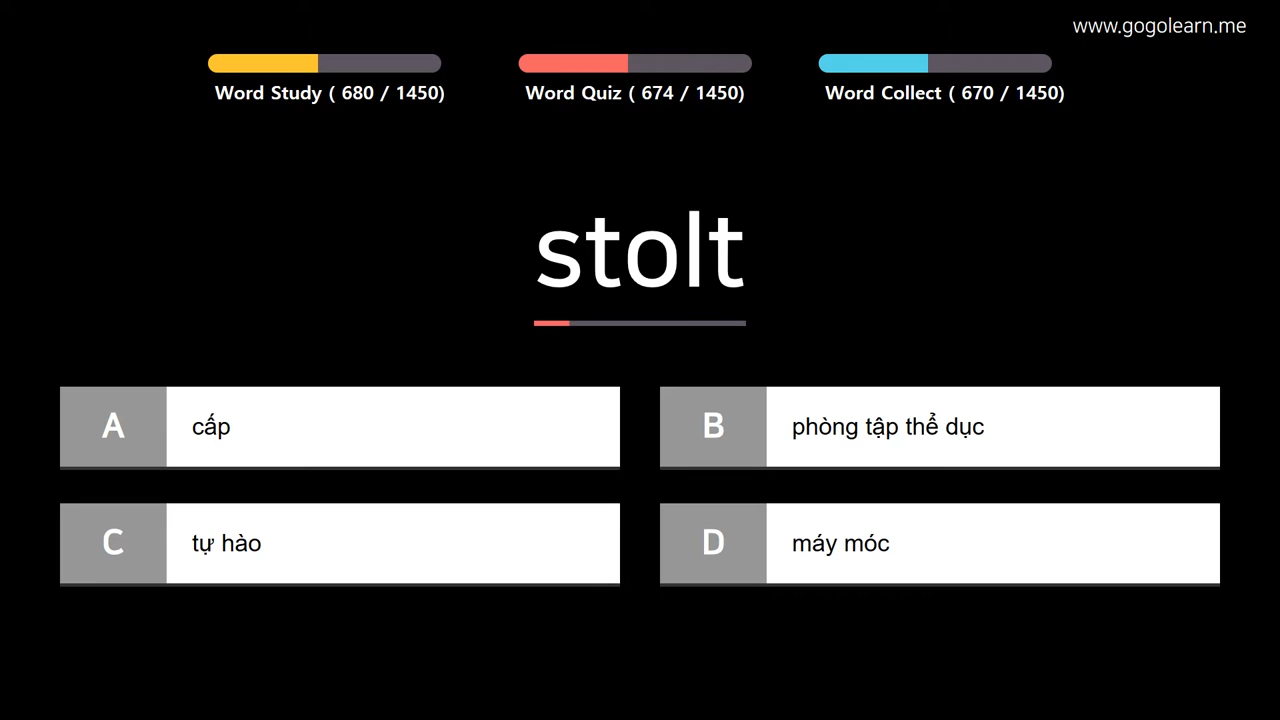 www.gogolearn.me
Word Study ( 680 / 1450)
Word Quiz ( 674 / 1450)
Word Collect ( 670 / 1450)
stolt
A
cấp
B
phòng tập thể dục
C
tự hào
D
máy móc